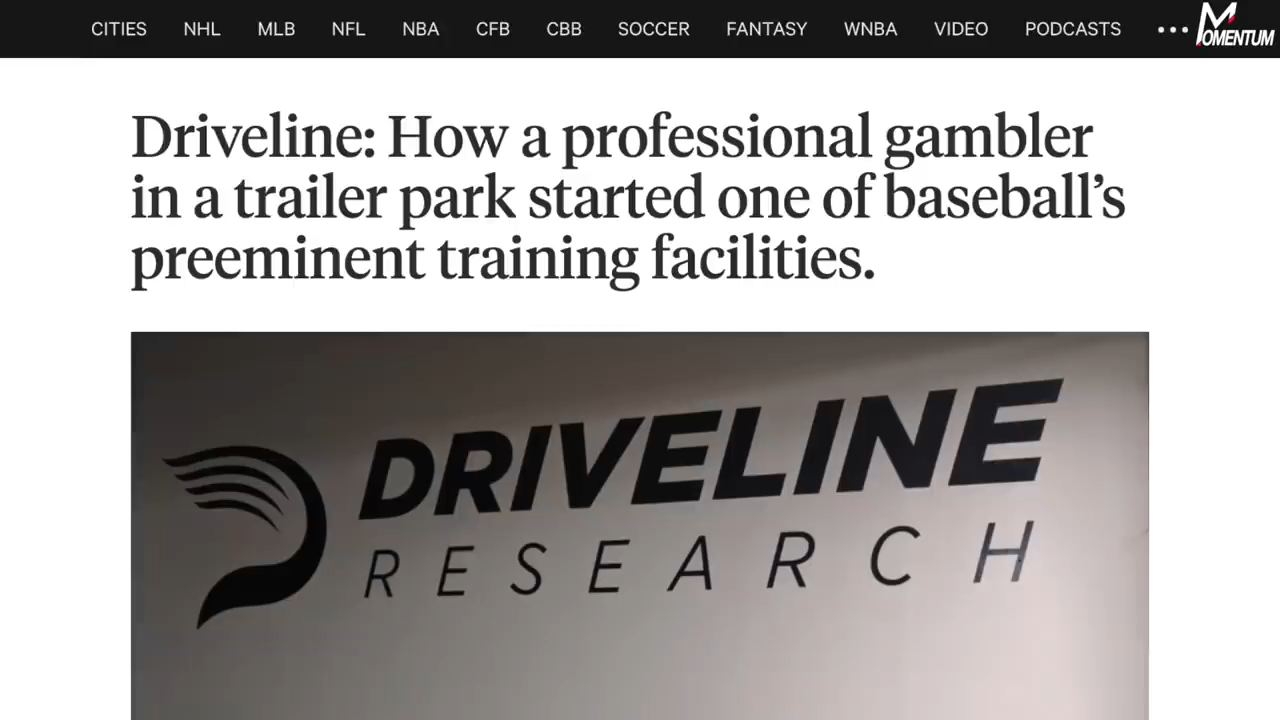 CITIES NHL MLB NFL NBA CFB CBB SOCCER FANTASY WNBA VIDEO PODCASTS •••
MOMENTUM
Driveline: How a professional gambler
in a trailer park started one of baseball’s
preeminent training facilities.
DRIVELINE
RESEARCH